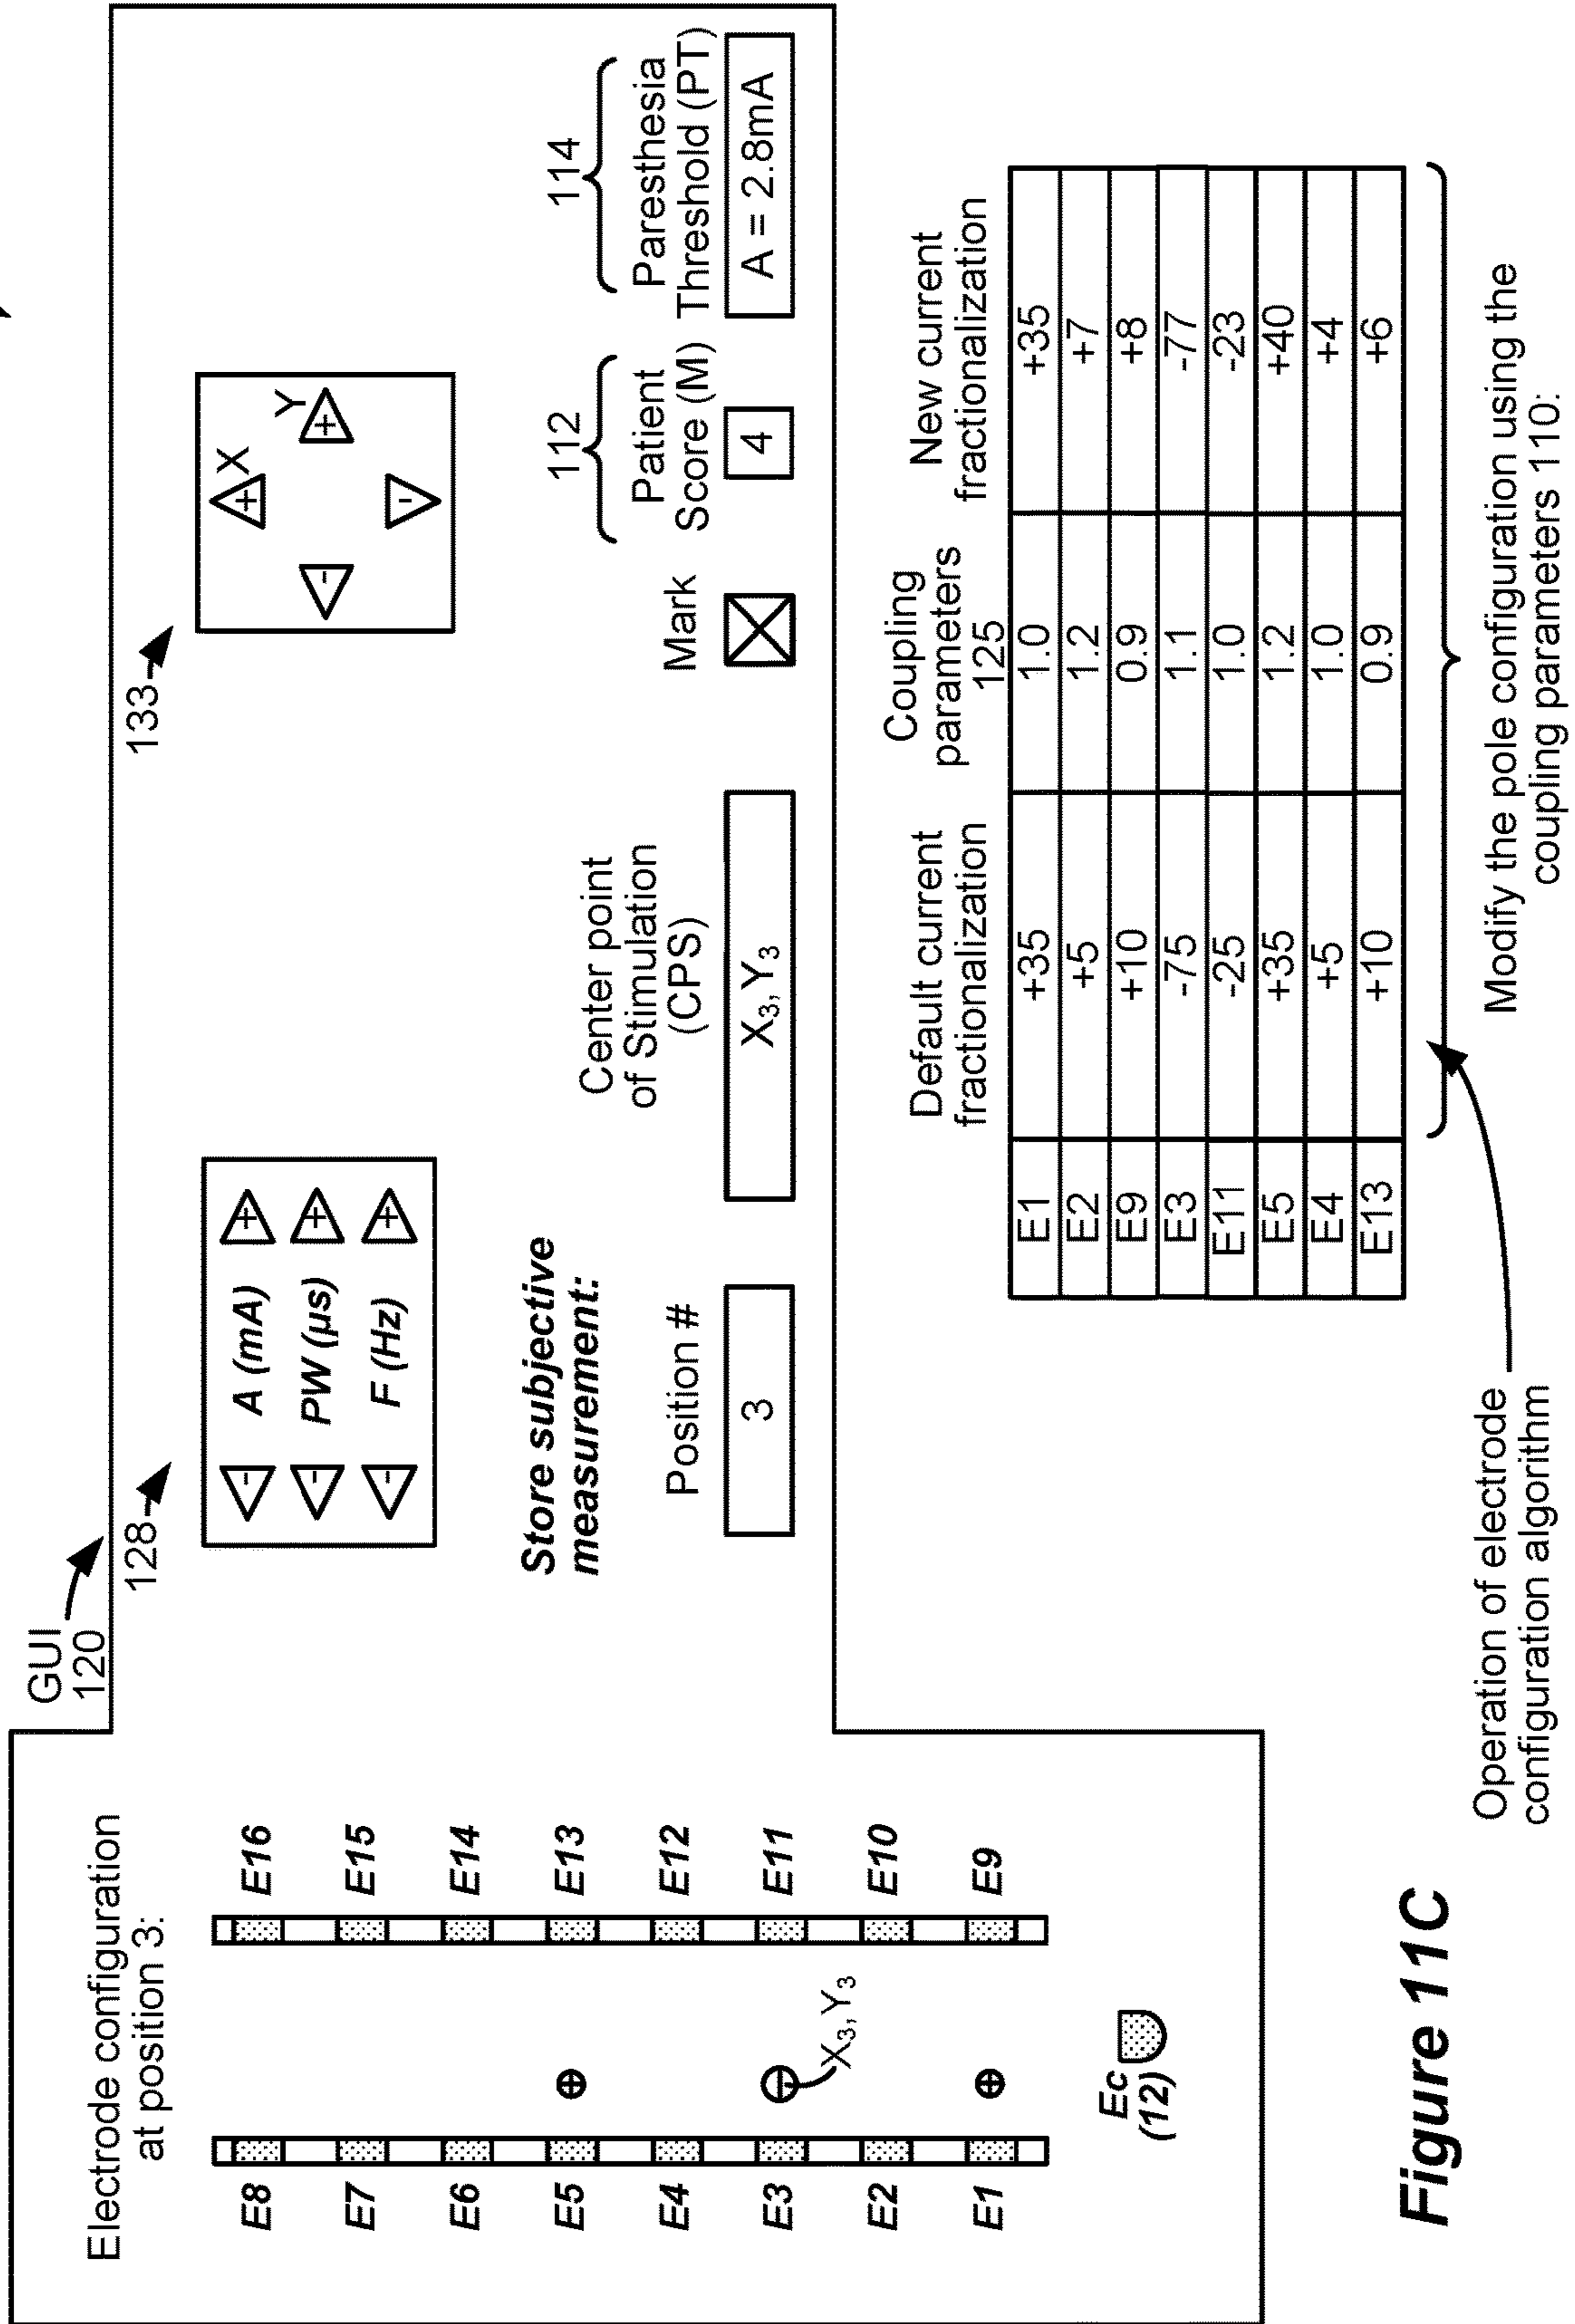 GUI
120
Electrode configuration
at position 3:
E8 E16
E7 E15
E6 E14
E5 E13
E4 E12
E3 E11
E2 E10
E1 E9
X3, Y3
Ec
(12)
128
- A (mA) +
- PW (µs) +
- F (Hz) +
133
+ X
- + Y
-
Store subjective
measurement:
Position #
3
Center point
of Stimulation
(CPS)
X3, Y3
Mark
112
Patient
Score (M)
4
114
Paresthesia
Threshold (PT)
A = 2.8mA
Default current
fractionalization
Coupling
parameters
125
New current
fractionalization
E1 +35 1.0 +35
E2 +5 1.2 +7
E9 +10 0.9 +8
E3 -75 1.1 -77
E11 -25 1.0 -23
E5 +35 1.2 +40
E4 +5 1.0 +4
E13 +10 0.9 +6
Modify the pole configuration using the
coupling parameters 110:
Operation of electrode
configuration algorithm
Figure 11C